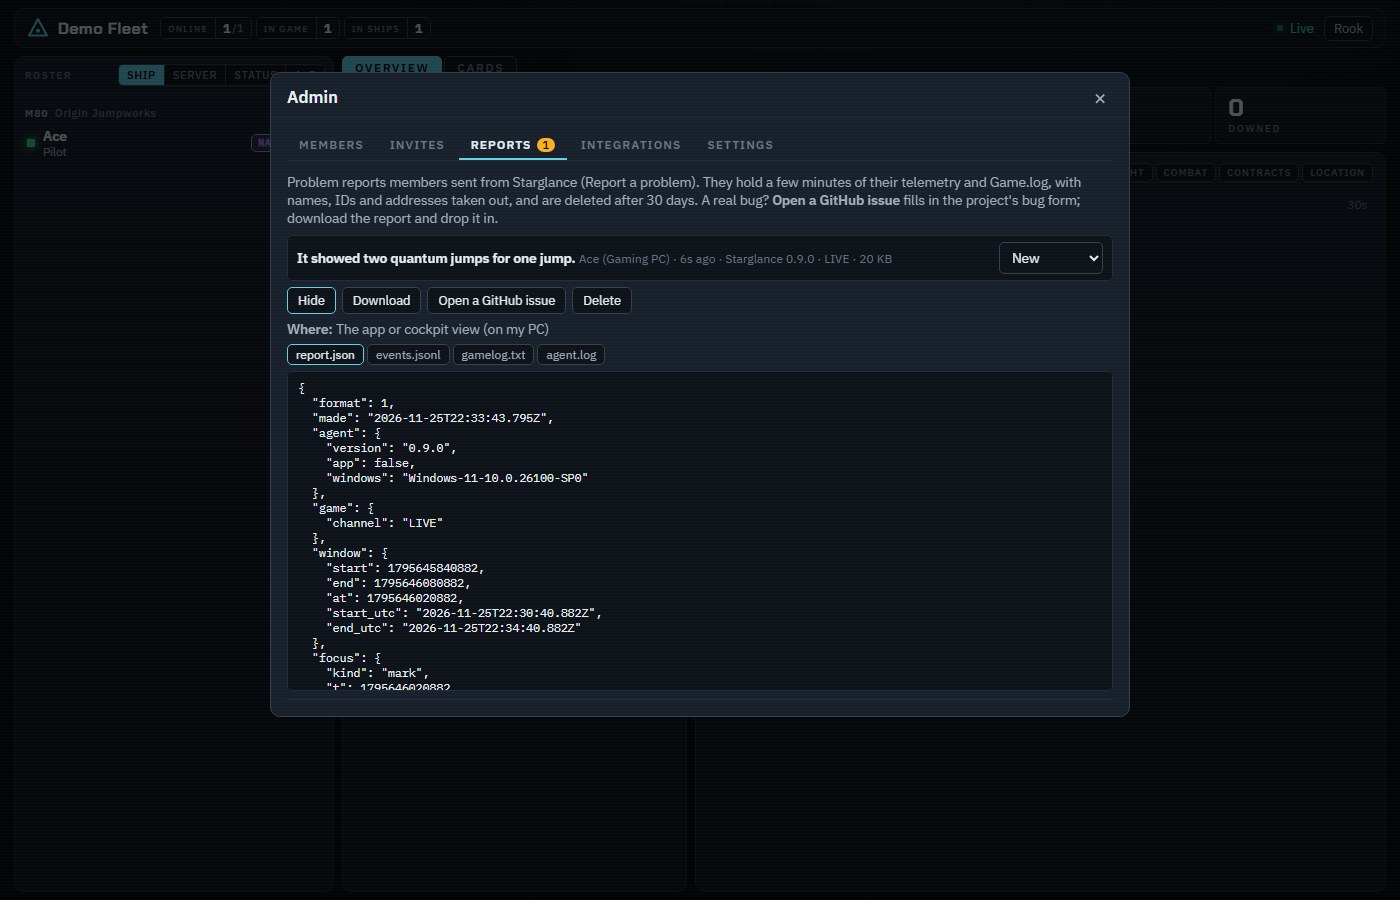 Demo Fleet
ONLINE 1/1
IN GAME 1
IN SHIPS 1
Live
Rook
ROSTER
SHIP
SERVER
STATUS
OVERVIEW
CARDS
M80 Origin Jumpworks
Ace
Pilot
NA
0
DOWNED
HT
COMBAT
CONTRACTS
LOCATION
30s
Admin
×
MEMBERS
INVITES
REPORTS 1
INTEGRATIONS
SETTINGS
Problem reports members sent from Starglance (Report a problem). They hold a few minutes of their telemetry and Game.log, with
names, IDs and addresses taken out, and are deleted after 30 days. A real bug? Open a GitHub issue fills in the project's bug form;
download the report and drop it in.
It showed two quantum jumps for one jump. Ace (Gaming PC) · 6s ago · Starglance 0.9.0 · LIVE · 20 KB
New
Hide
Download
Open a GitHub issue
Delete
Where: The app or cockpit view (on my PC)
report.json
events.jsonl
gamelog.txt
agent.log
{
"format": 1,
"made": "2026-11-25T22:33:43.795Z",
"agent": {
"version": "0.9.0",
"app": false,
"windows": "Windows-11-10.0.26100-SP0"
},
"game": {
"channel": "LIVE"
},
"window": {
"start": 1795645840882,
"end": 1795646080882,
"at": 1795646020882,
"start_utc": "2026-11-25T22:30:40.882Z",
"end_utc": "2026-11-25T22:34:40.882Z"
},
"focus": {
"kind": "mark",
"t": 1795646020882